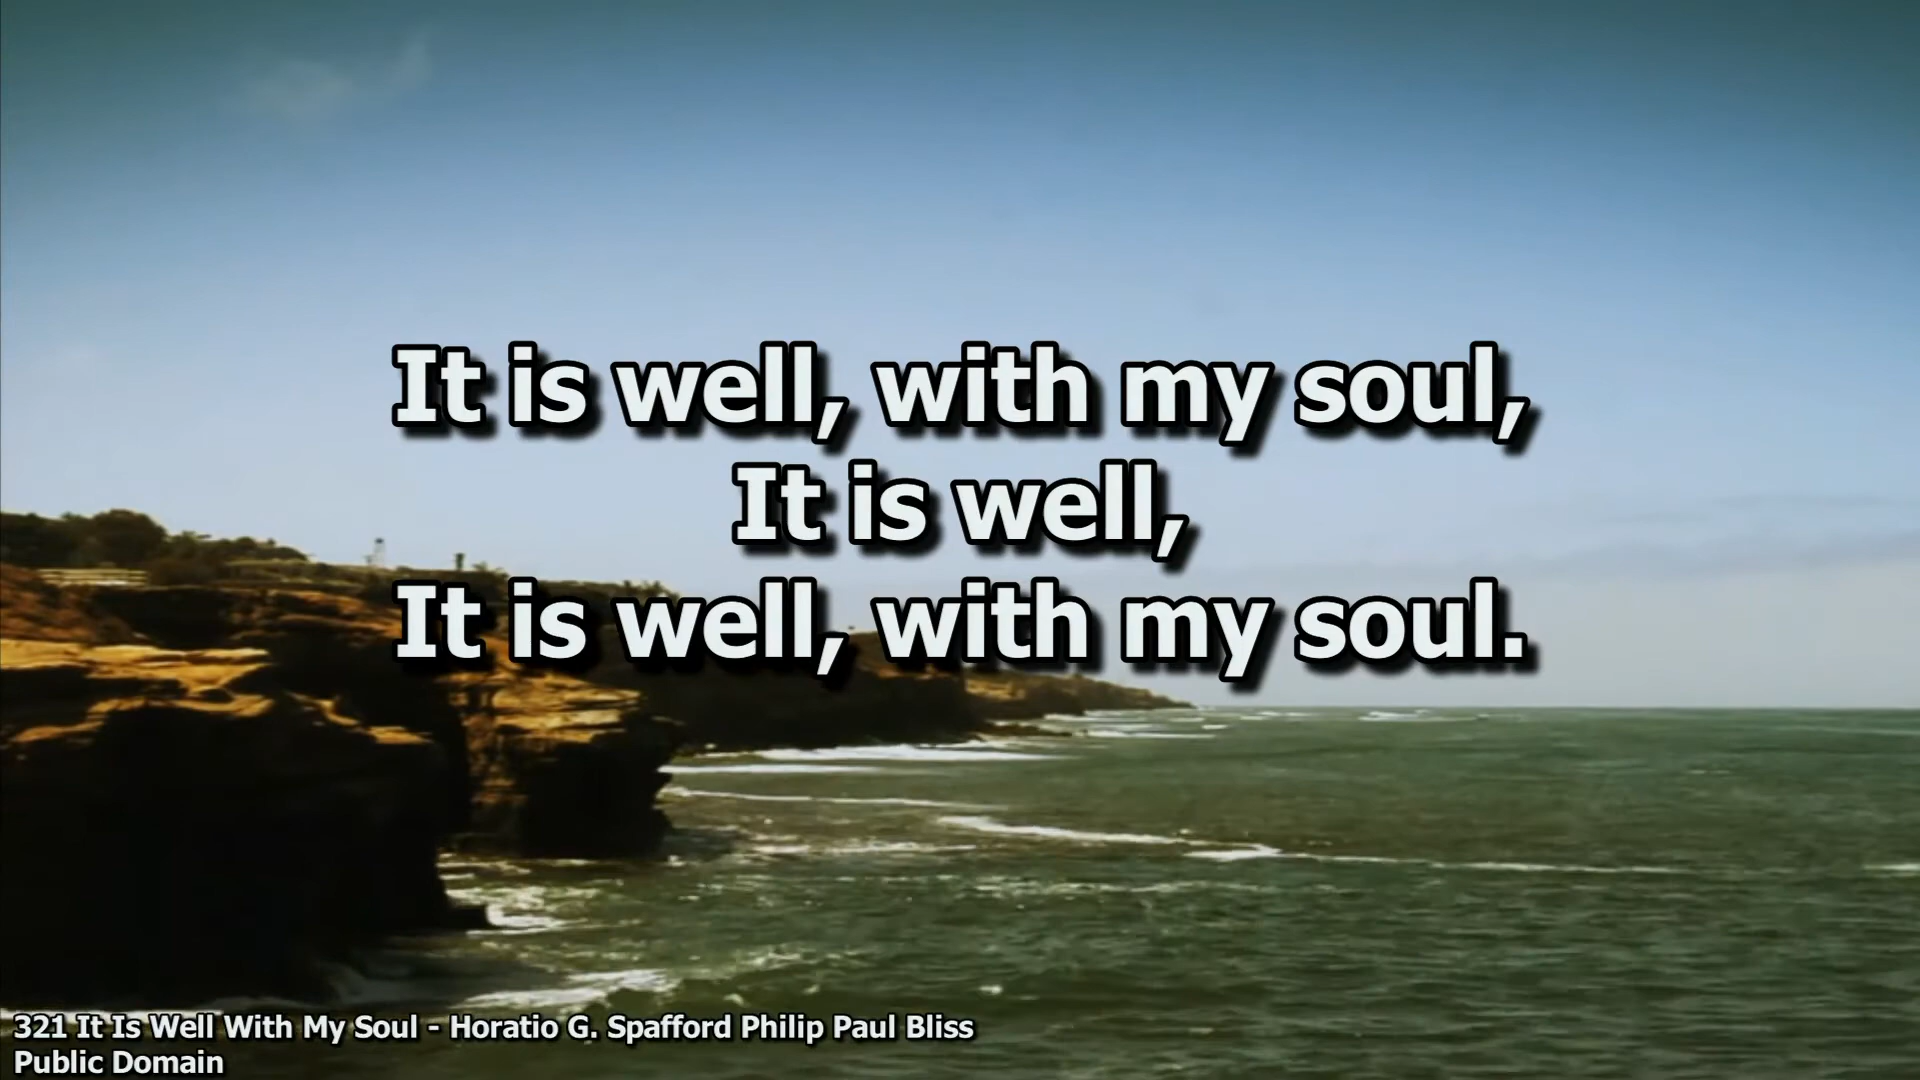 It is well, with my soul,
It is well,
It is well, with my soul.
321 It Is Well With My Soul - Horatio G. Spafford Philip Paul Bliss
Public Domain